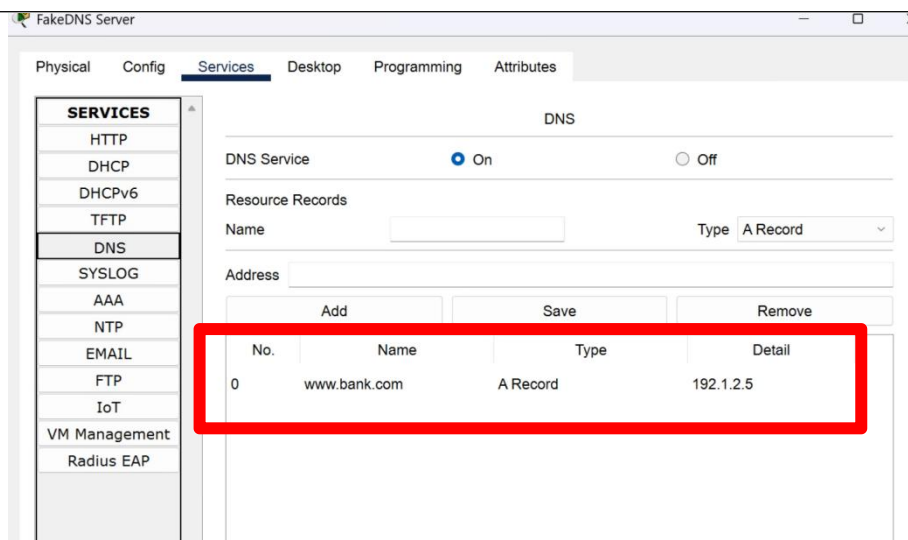 FakeDNS Server
Physical Config Services Desktop Programming Attributes
SERVICES
HTTP
DHCP
DHCPv6
TFTP
DNS
SYSLOG
AAA
NTP
EMAIL
FTP
IoT
VM Management
Radius EAP
DNS
DNS Service On Off
Resource Records
Name Type A Record
Address
Add Save Remove
No. Name Type Detail
0 www.bank.com A Record 192.1.2.5